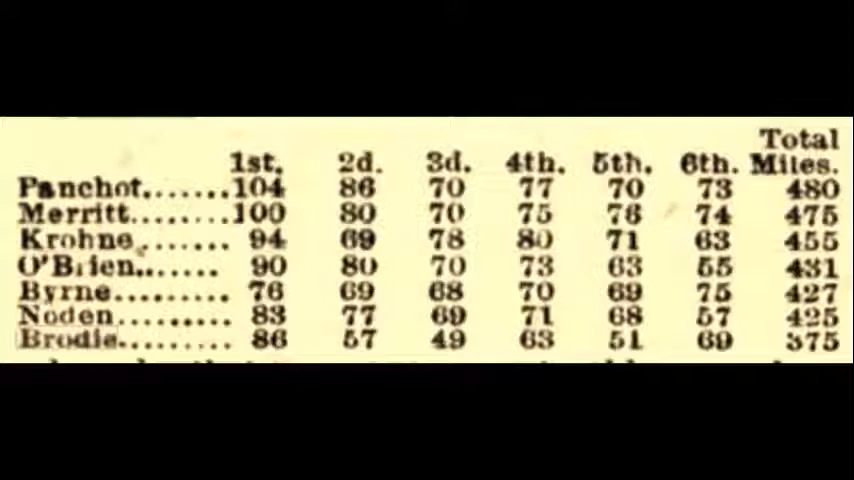 Total
1st. 2d. 3d. 4th. 5th. 6th. Miles.
Panchot.......104 86 70 77 70 73 480
Merritt........100 80 70 75 76 74 475
Krohne........ 94 69 78 80 71 63 455
O'Brien....... 90 80 70 73 63 55 431
Byrne.......... 76 69 68 70 69 75 427
Noden.......... 83 77 69 71 68 57 425
Brodie.......... 86 57 49 63 51 69 375